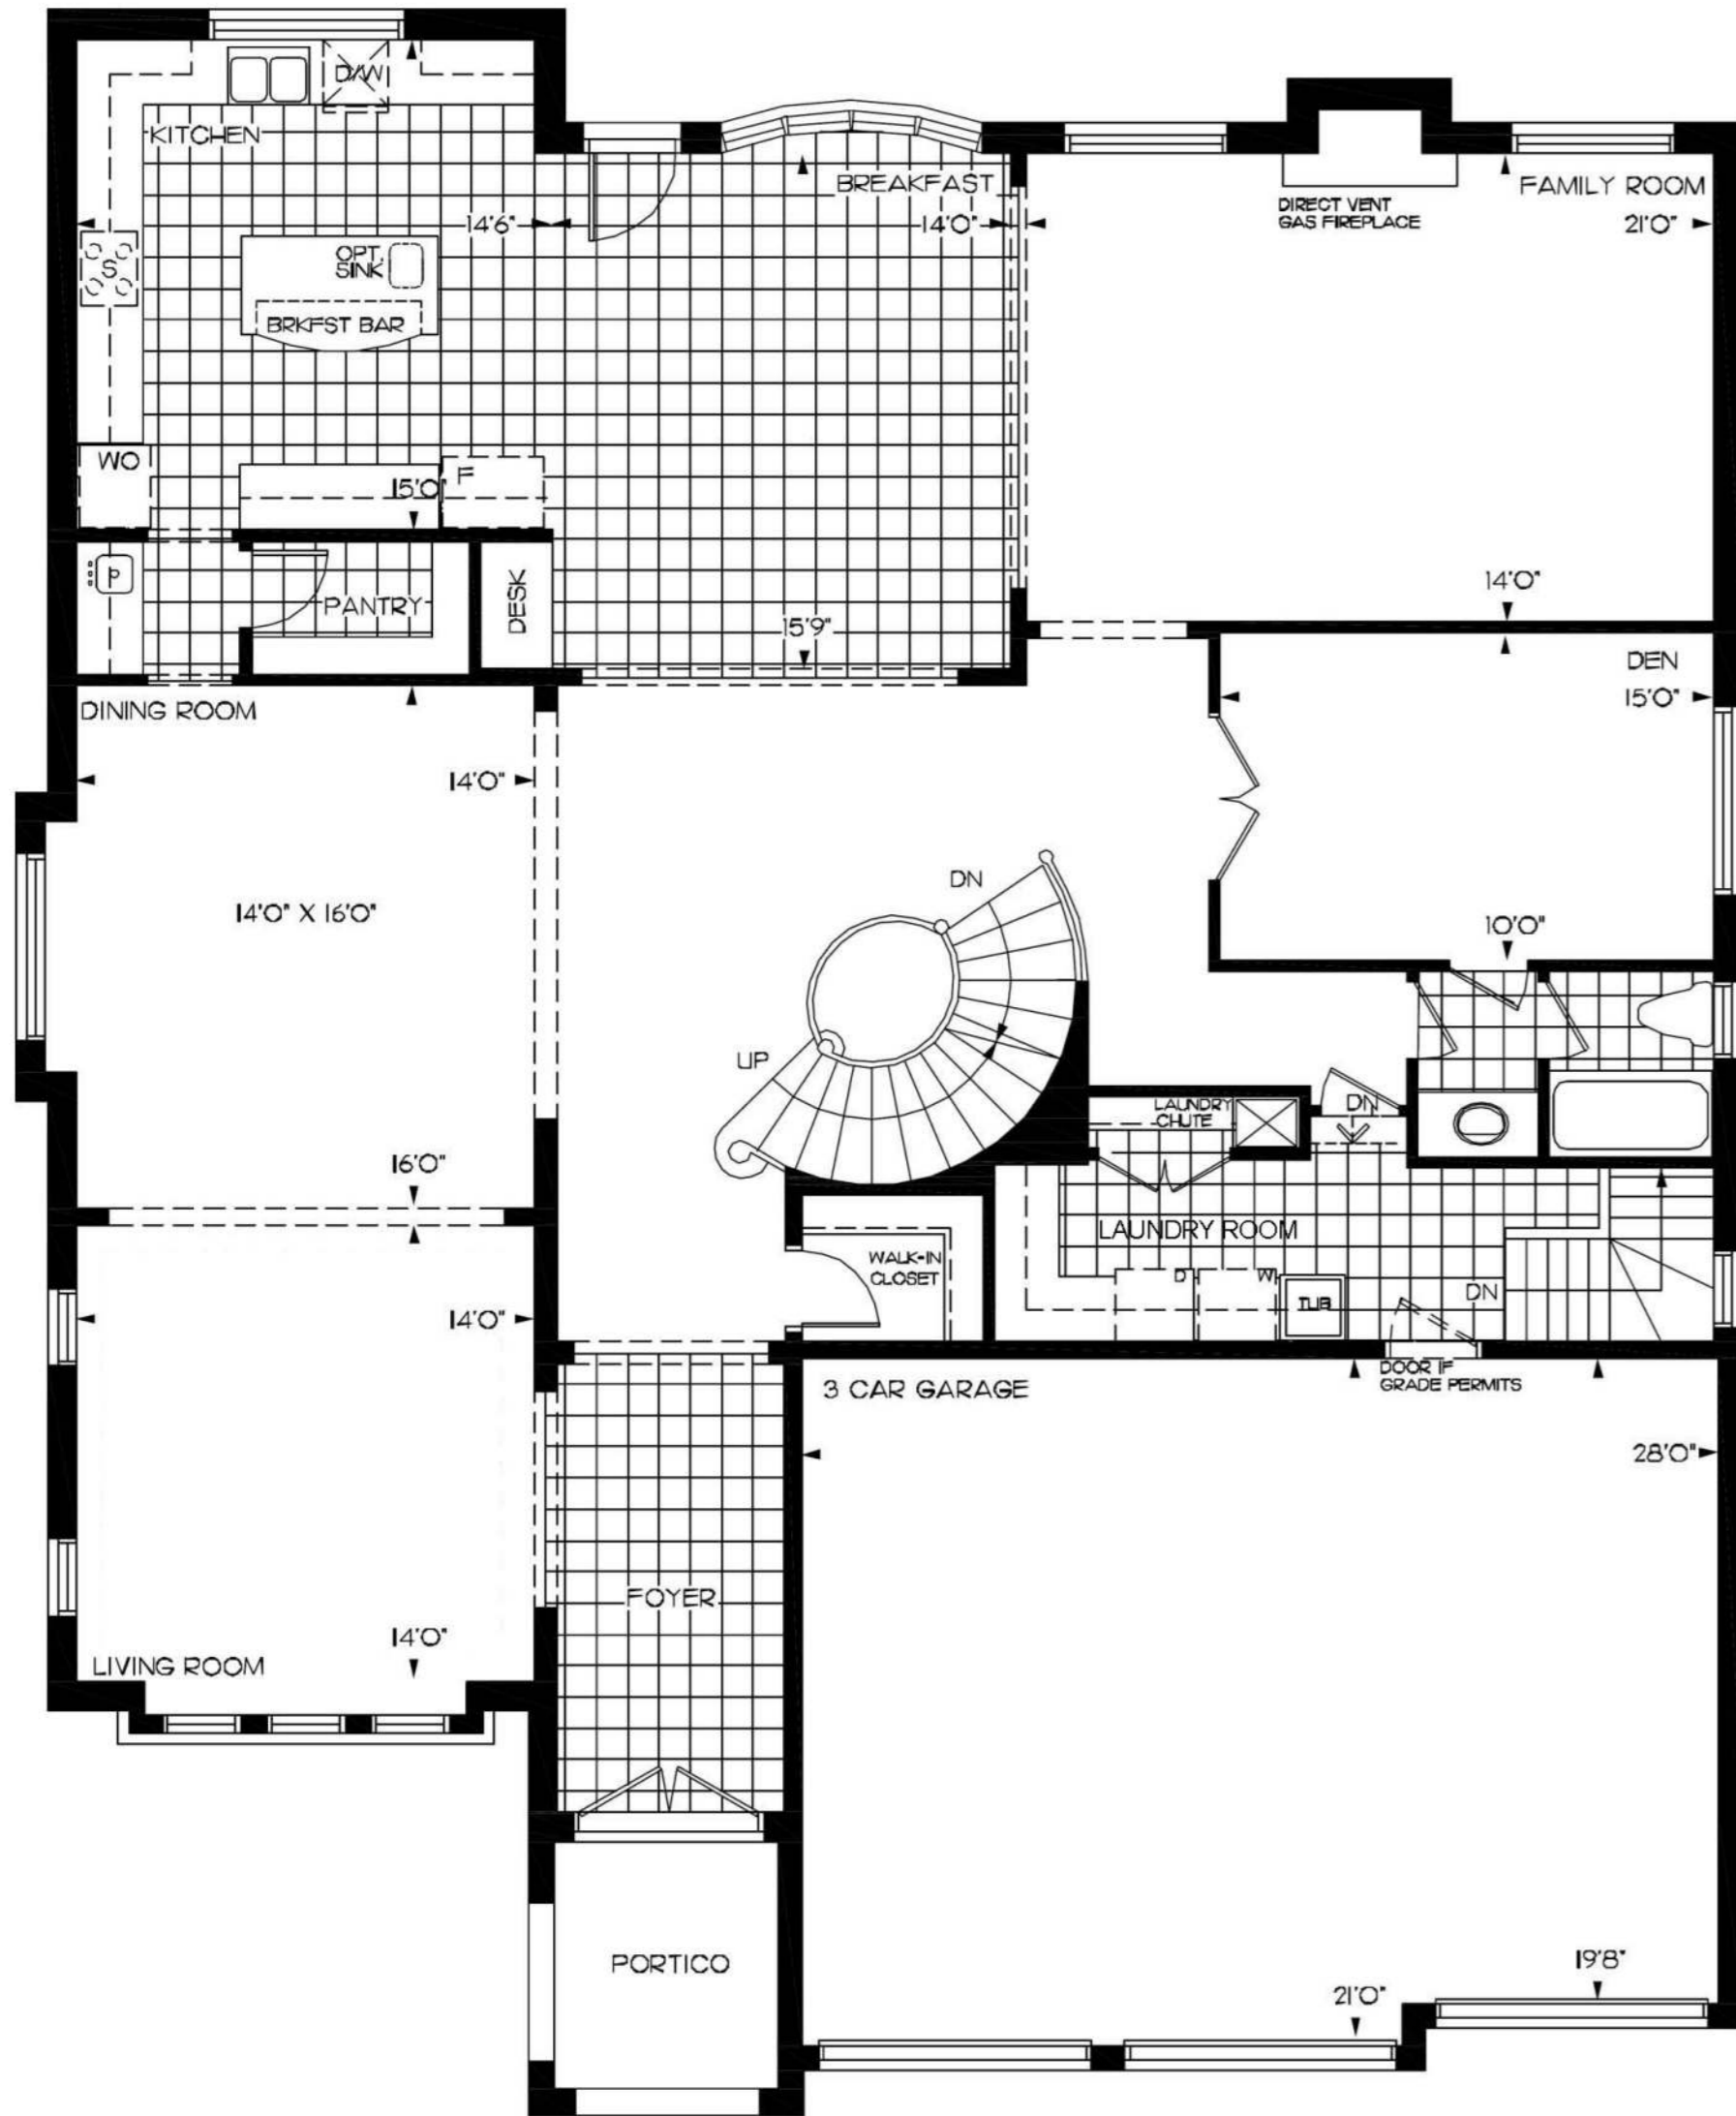 D/W
KITCHEN
BREAKFAST
FAMILY ROOM
DIRECT VENT
GAS FIREPLACE
14'6"
14'0"
21'0"
OPT.
SINK
S
BRKFST BAR
WO
15'0"
F
P
PANTRY
DESK
14'0"
15'9"
DEN
15'0"
DINING ROOM
14'0"
DN
14'0" X 16'0"
10'0"
UP
LAUNDRY
CHUTE
DN
16'0"
LAUNDRY ROOM
WALK-IN
CLOSET
D
W
TUB
DN
14'0"
3 CAR GARAGE
DOOR IF
GRADE PERMITS
28'0"
FOYER
14'0"
LIVING ROOM
PORTICO
19'8"
21'0"